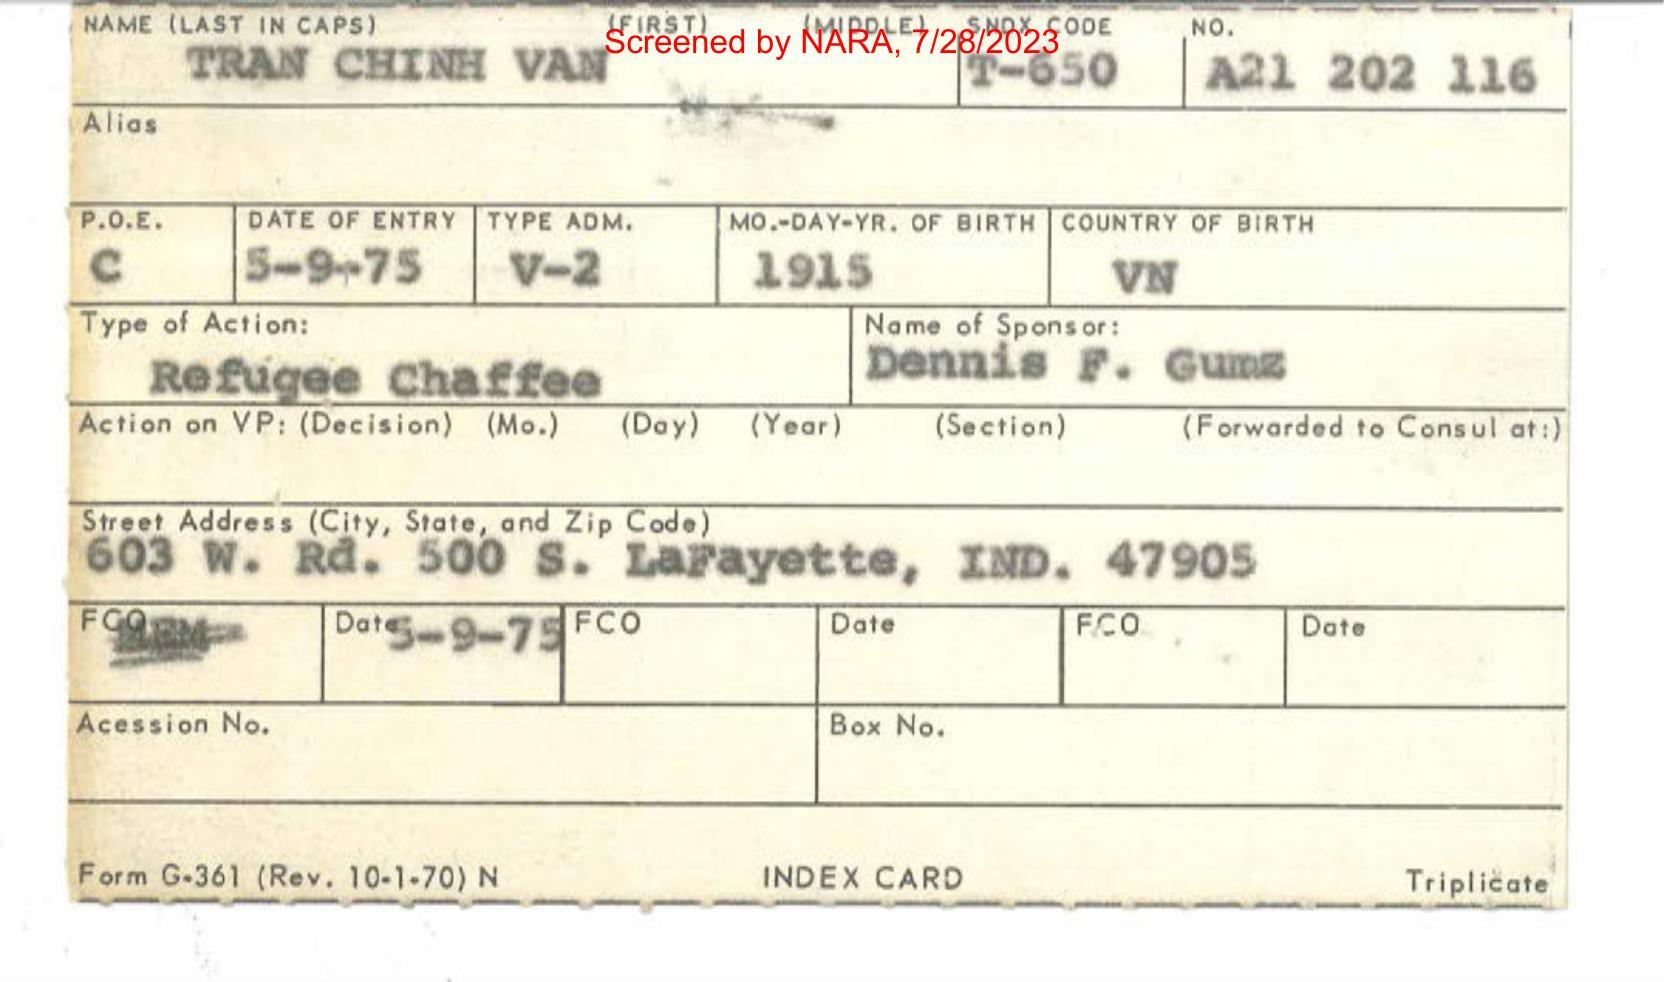 NAME (LAST IN CAPS) (FIRST) (MIDDLE) SNDX CODE NO.
Screened by NARA, 7/28/2023
TRAN CHINH VAN T-650 A21 202 116
Alias
P.O.E. DATE OF ENTRY TYPE ADM. MO.-DAY-YR. OF BIRTH COUNTRY OF BIRTH
C 5-9-75 V-2 1915 VN
Type of Action: Name of Sponsor:
Refugee Chaffee Dennis F. Gumz
Action on VP: (Decision) (Mo.) (Day) (Year) (Section) (Forwarded to Consul at:)
Street Address (City, State, and Zip Code)
603 W. Rd. 500 S. LaFayette, IND. 47905
FCO Date 5-9-75 FCO Date FCO Date
Acession No. Box No.
Form G-361 (Rev. 10-1-70) N INDEX CARD Triplicate